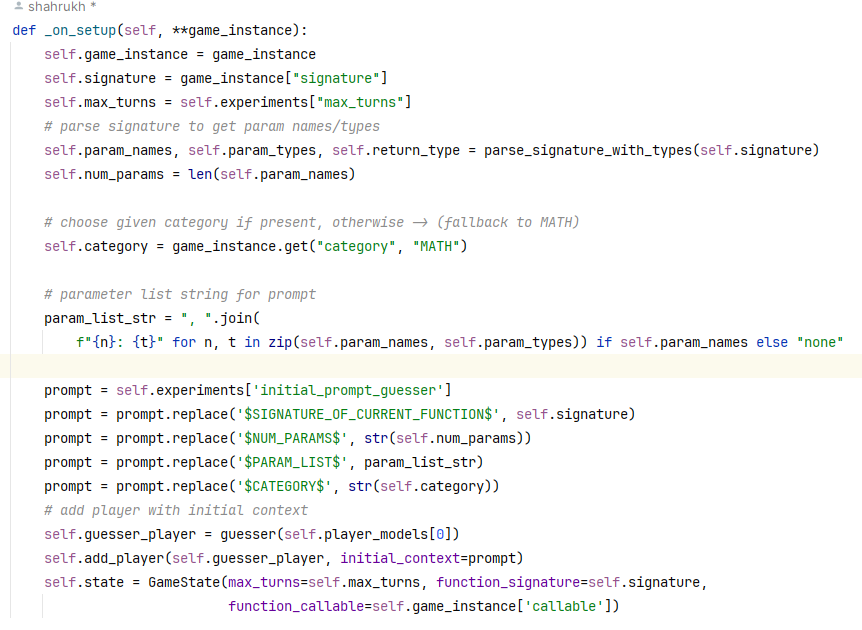 shahrukh *
def _on_setup(self, **game_instance):
    self.game_instance = game_instance
    self.signature = game_instance["signature"]
    self.max_turns = self.experiments["max_turns"]
    # parse signature to get param names/types
    self.param_names, self.param_types, self.return_type = parse_signature_with_types(self.signature)
    self.num_params = len(self.param_names)

    # choose given category if present, otherwise -> (fallback to MATH)
    self.category = game_instance.get("category", "MATH")

    # parameter list string for prompt
    param_list_str = ", ".join(
        f"{n}: {t}" for n, t in zip(self.param_names, self.param_types)) if self.param_names else "none"

    prompt = self.experiments['initial_prompt_guesser']
    prompt = prompt.replace('$SIGNATURE_OF_CURRENT_FUNCTION$', self.signature)
    prompt = prompt.replace('$NUM_PARAMS$', str(self.num_params))
    prompt = prompt.replace('$PARAM_LIST$', param_list_str)
    prompt = prompt.replace('$CATEGORY$', str(self.category))
    # add player with initial context
    self.guesser_player = guesser(self.player_models[0])
    self.add_player(self.guesser_player, initial_context=prompt)
    self.state = GameState(max_turns=self.max_turns, function_signature=self.signature,
                           function_callable=self.game_instance['callable'])